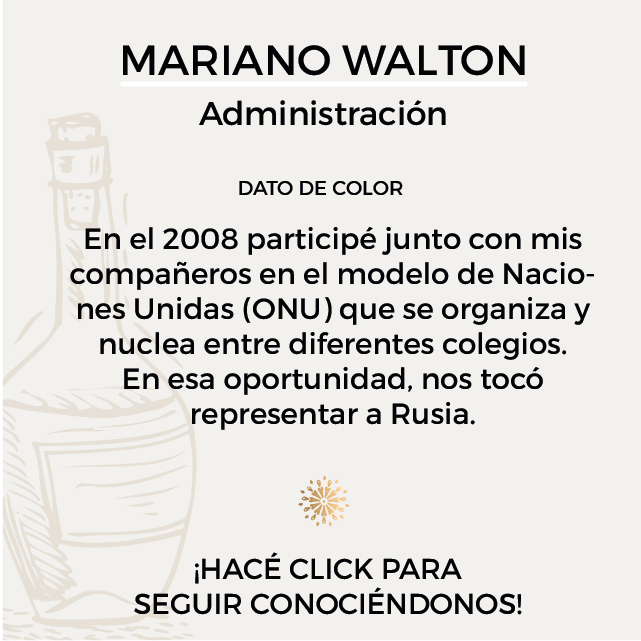 MARIANO WALTON
Administración
DATO DE COLOR
En el 2008 participé junto con mis
compañeros en el modelo de Nacio-
nes Unidas (ONU) que se organiza y
nuclea entre diferentes colegios.
En esa oportunidad, nos tocó
representar a Rusia.
¡HACÉ CLICK PARA
SEGUIR CONOCIÉNDONOS!